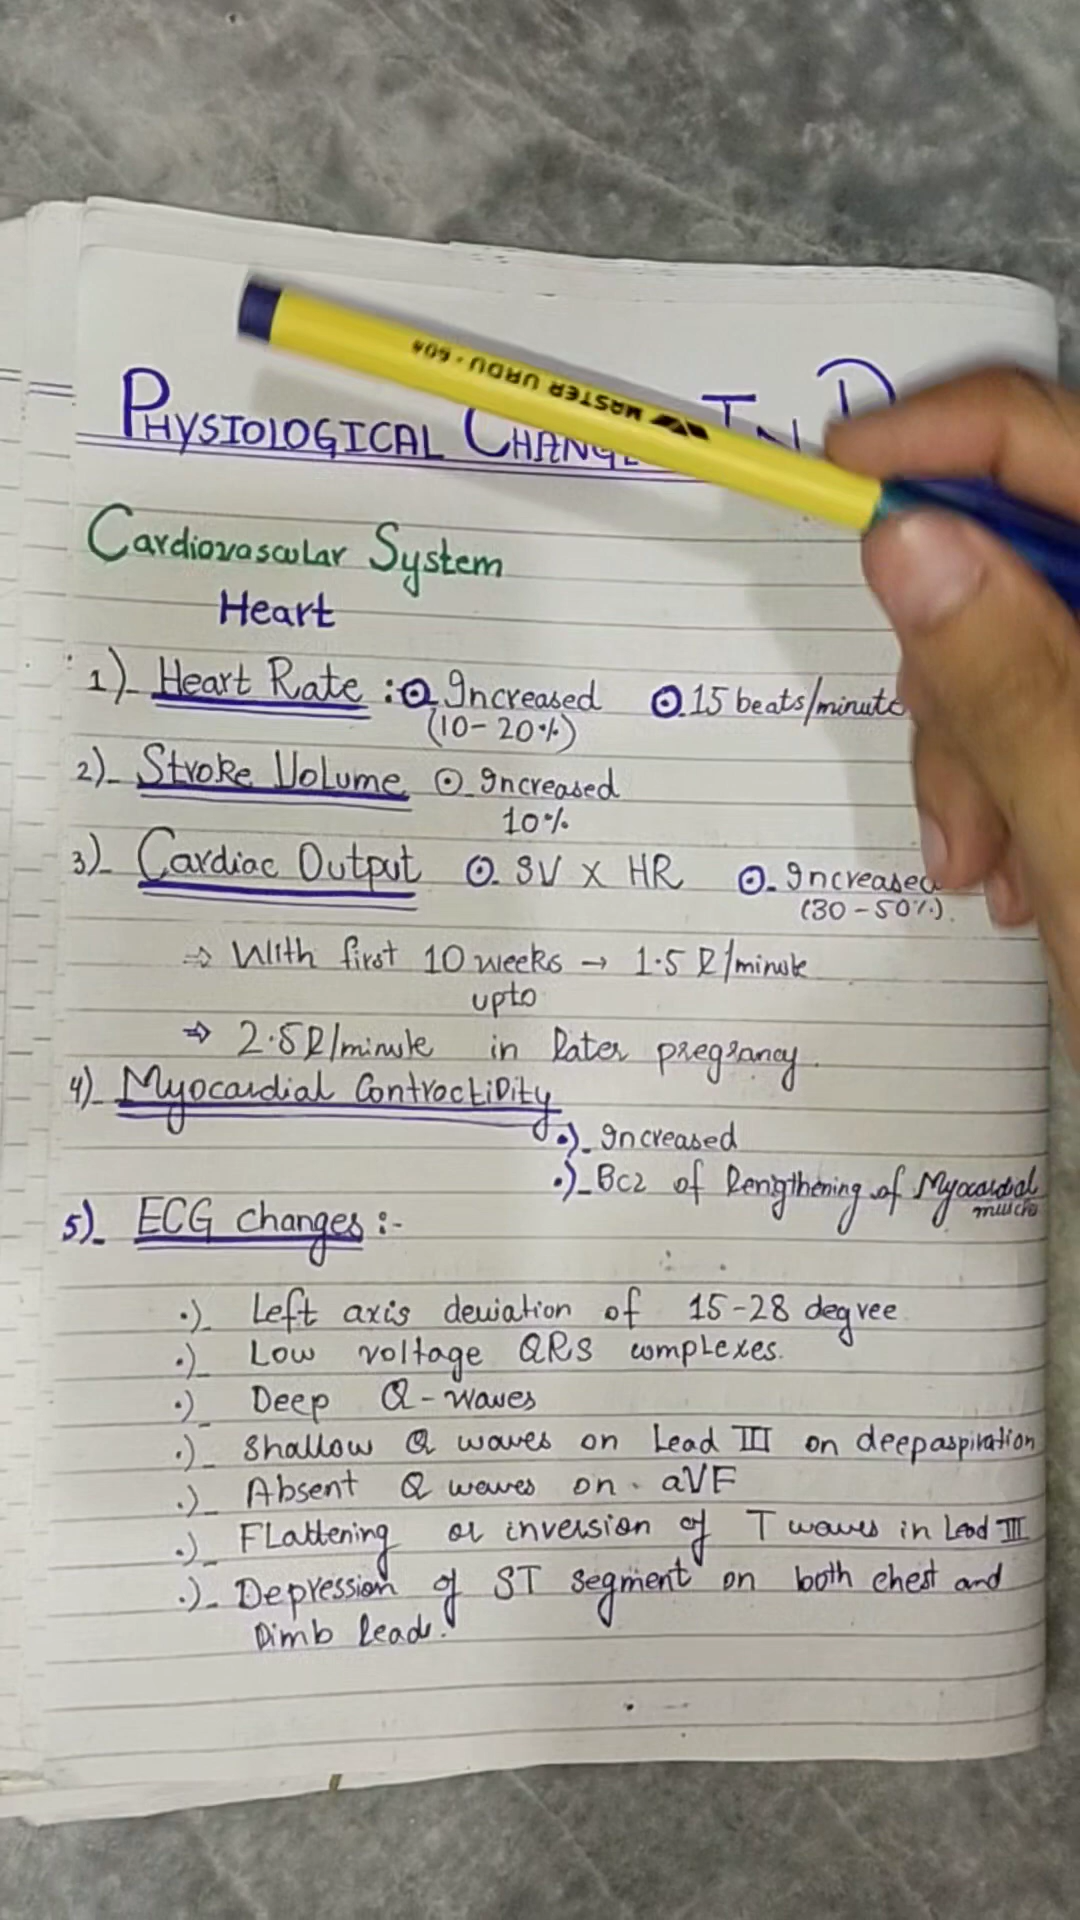 PHYSIOLOGICAL CHANGE IN P
Cardiovascular System
Heart
1)_ Heart Rate : Increased 15 beats/minute
(10-20%)
2)_ Stroke Volume Increased
10%
3)_ Cardiac Output SV X HR Increased
(30-50%).
⇒ With first 10 weeks → 1.5 l/minute
upto
⇒ 2.5 l/minute in later pregnancy.
4)_ Myocardial Contractility
•)_ Increased
•)_ Bcz of lengthening of Myocardial
muscle
5)_ ECG changes :-
•)_ Left axis deviation of 15-28 degree
•)_ Low voltage QRS complexes.
•)_ Deep Q-waves
•)_ Shallow Q waves on Lead III on deepaspiration
•)_ Absent Q waves on aVF
•)_ Flattening or inversion of T waves in Lead III
•)_ Depression of ST segment on both chest and
limb leads.
MASTER URDU - 604